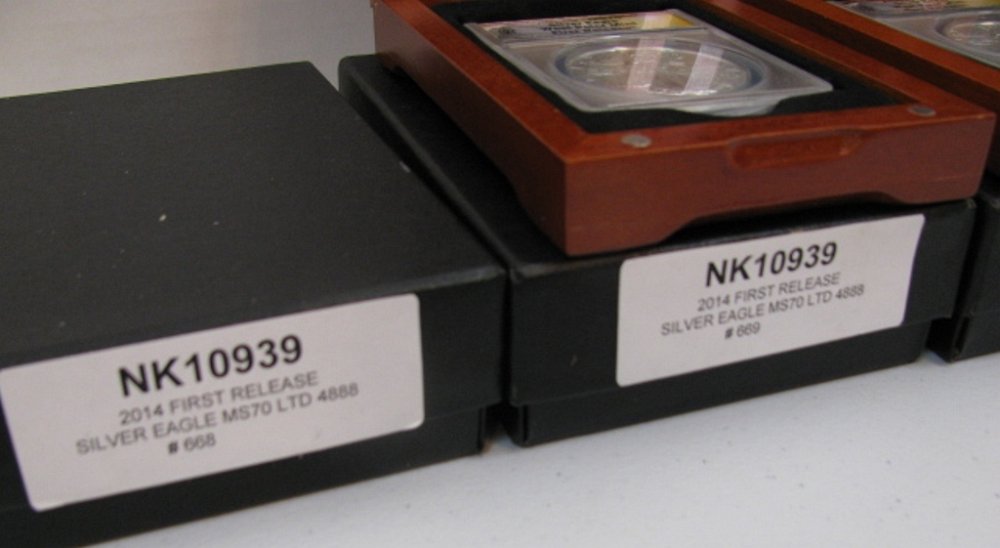 NK10939
2014 FIRST RELEASE
SILVER EAGLE MS70 LTD 4888
# 668
NK10939
2014 FIRST RELEASE
SILVER EAGLE MS70 LTD 4888
# 669